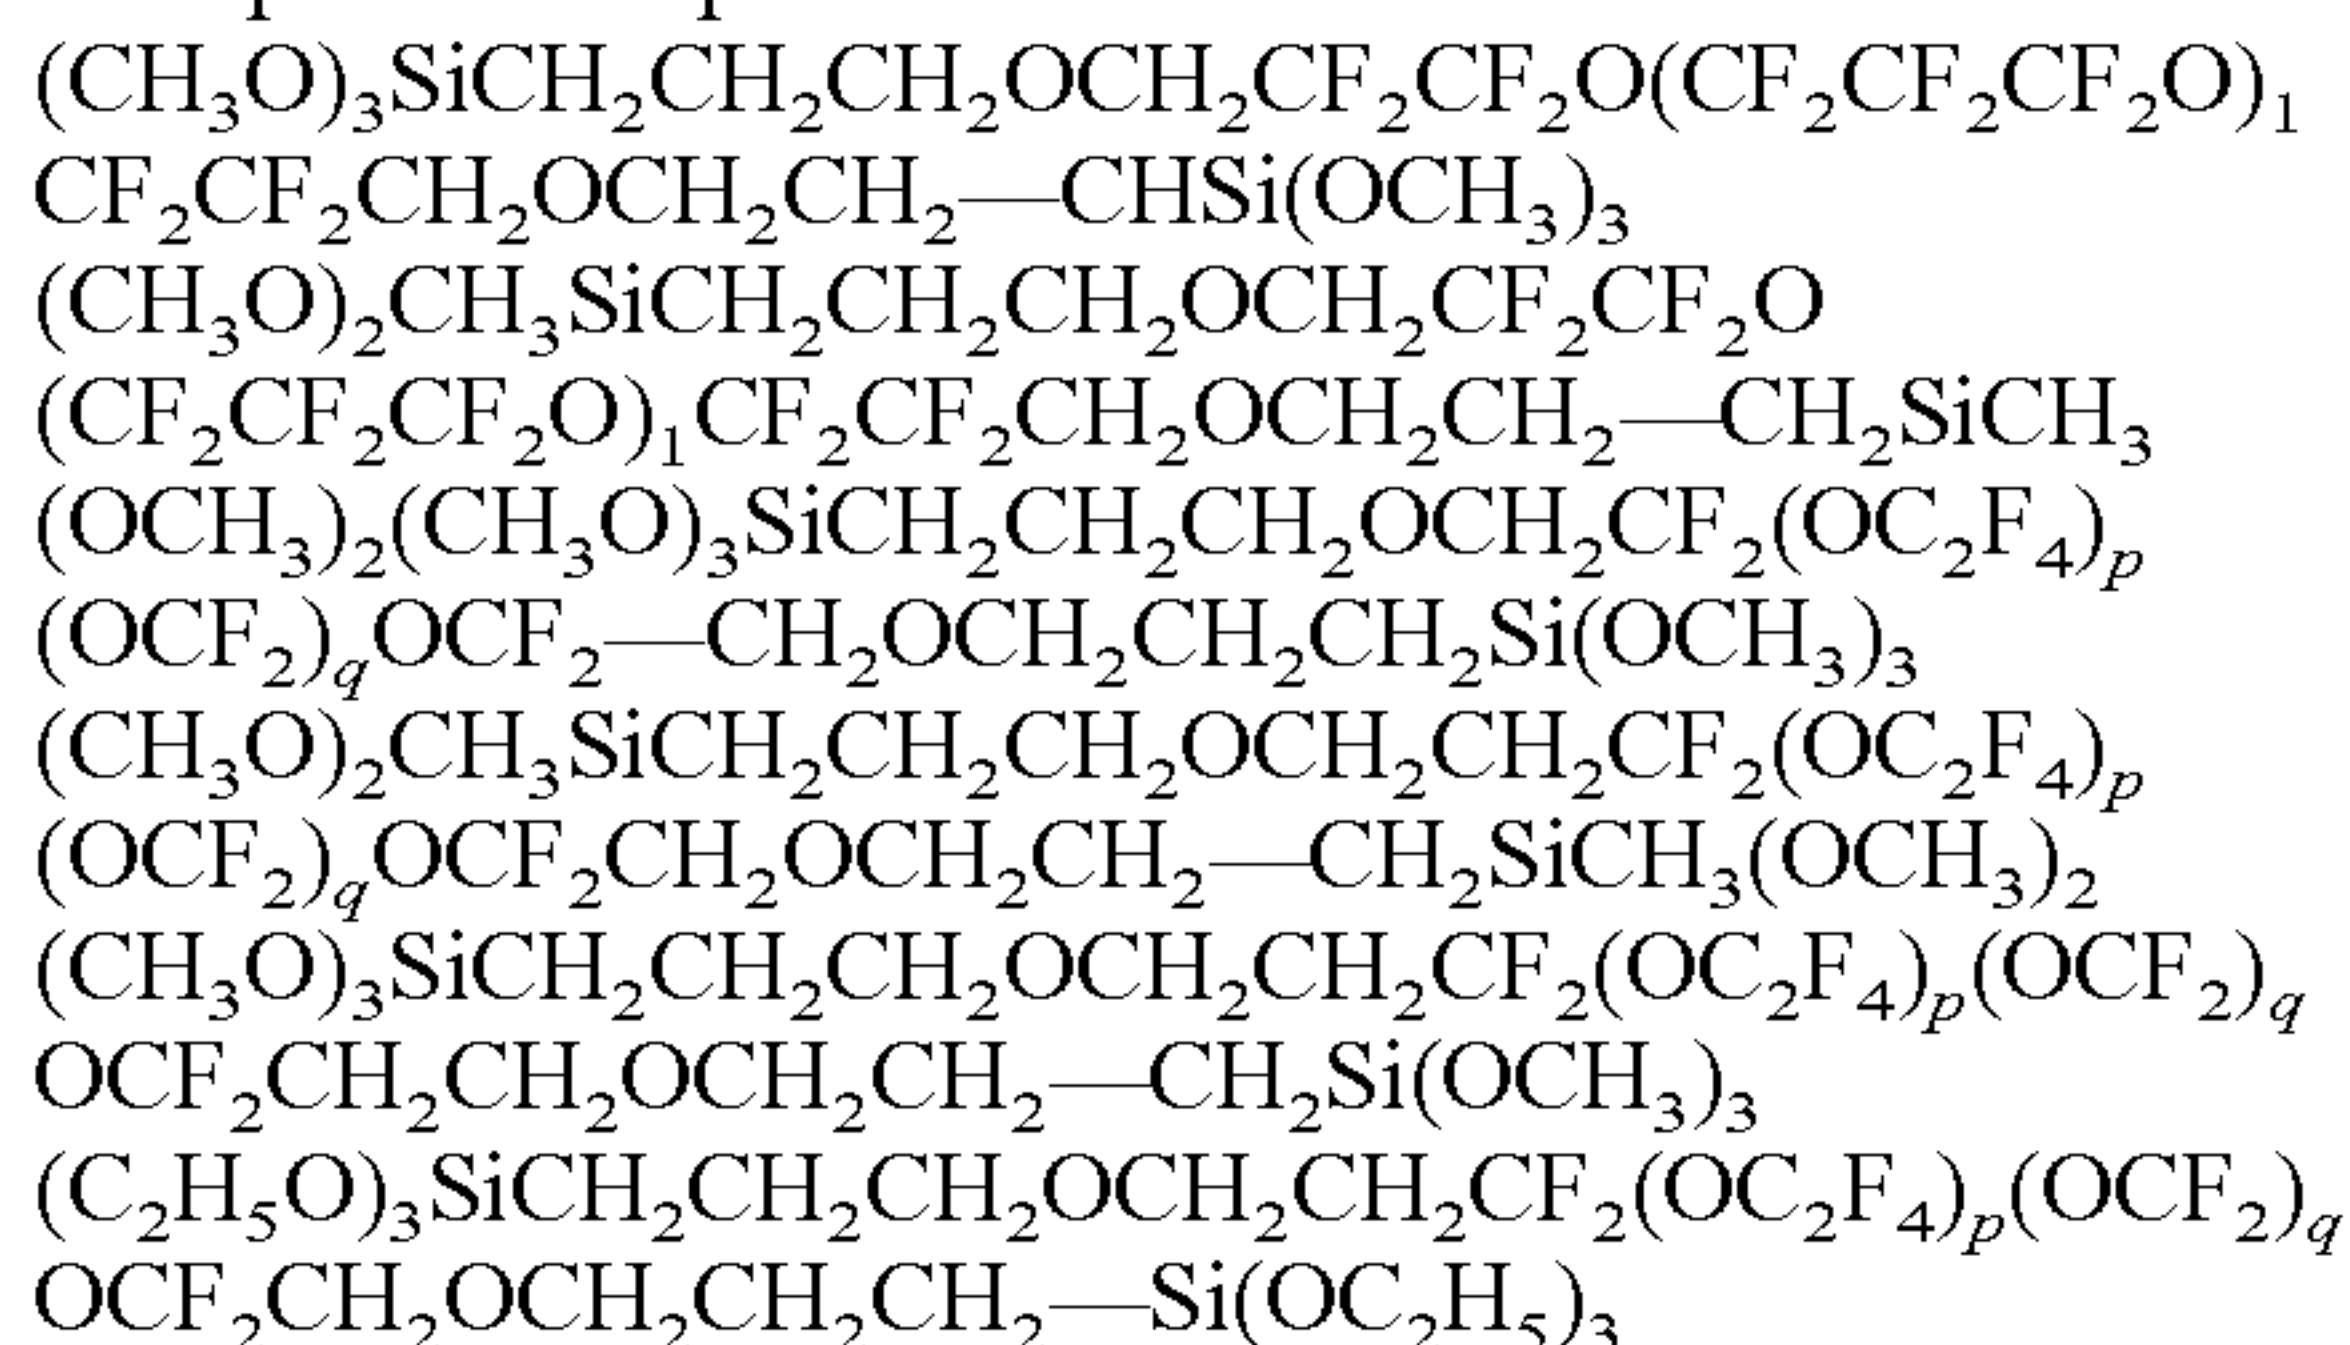 (CH₃O)₃SiCH₂CH₂CH₂OCH₂CF₂CF₂O(CF₂CF₂CF₂O)₁
CF₂CF₂CH₂OCH₂CH₂—CHSi(OCH₃)₃
(CH₃O)₂CH₃SiCH₂CH₂CH₂OCH₂CF₂CF₂O
(CF₂CF₂CF₂O)₁CF₂CF₂CH₂OCH₂CH₂—CH₂SiCH₃
(OCH₃)₂(CH₃O)₃SiCH₂CH₂CH₂OCH₂CF₂(OC₂F₄)ₚ
(OCF₂)qOCF₂—CH₂OCH₂CH₂CH₂Si(OCH₃)₃
(CH₃O)₂CH₃SiCH₂CH₂CH₂OCH₂CH₂CF₂(OC₂F₄)ₚ
(OCF₂)qOCF₂CH₂OCH₂CH₂—CH₂SiCH₃(OCH₃)₂
(CH₃O)₃SiCH₂CH₂CH₂OCH₂CH₂CF₂(OC₂F₄)ₚ(OCF₂)q
OCF₂CH₂CH₂OCH₂CH₂—CH₂Si(OCH₃)₃
(C₂H₅O)₃SiCH₂CH₂CH₂OCH₂CH₂CF₂(OC₂F₄)ₚ(OCF₂)q
OCF₂CH₂OCH₂CH₂CH₂—Si(OC₂H₅)₃